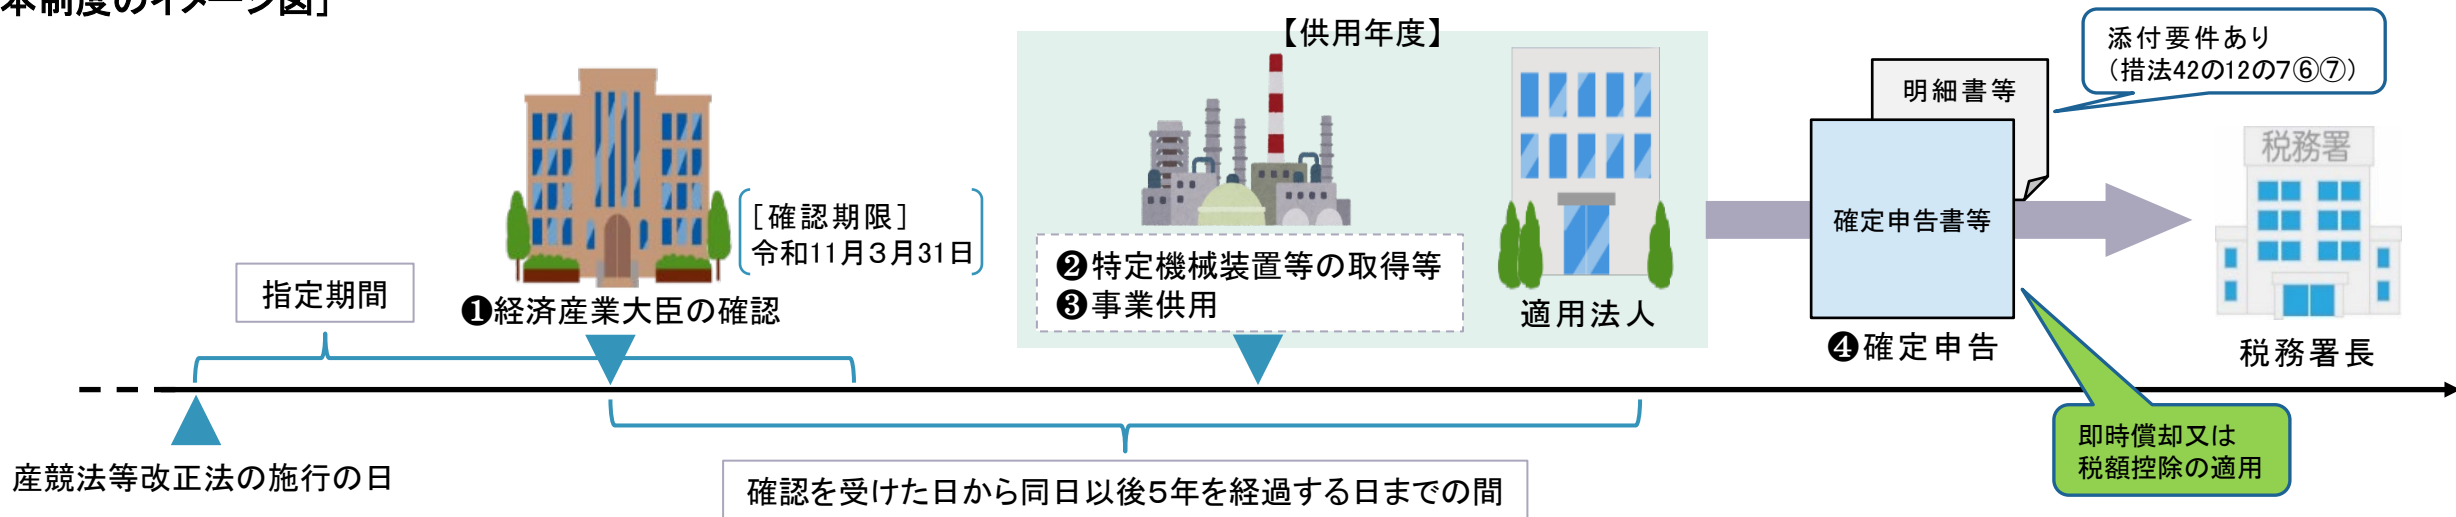 本制度のイメージ図］
【供用年度】
添付要件あり
（措法42の12の7⑥⑦）
明細書等
税務署
［確認期限］
令和11月３月31日
確定申告書等
❷特定機械装置等の取得等
❸事業供用
指定期間
❶経済産業大臣の確認
適用法人
❹確定申告
税務署長
即時償却又は
税額控除の適用
産競法等改正法の施行の日
確認を受けた日から同日以後５年を経過する日までの間